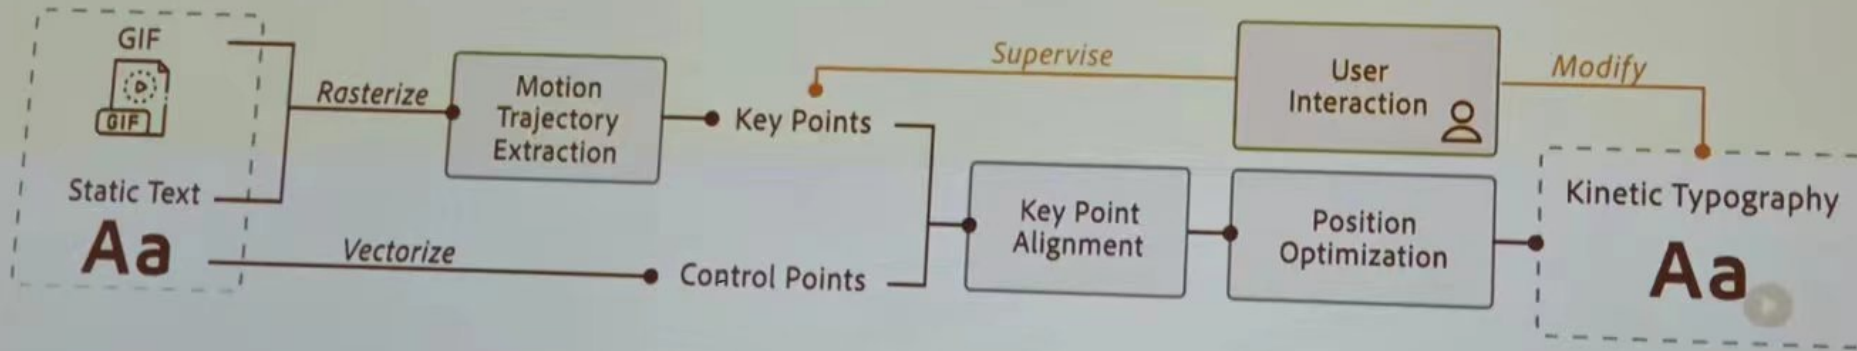 GIF
GIF
Static Text
Aa
Rasterize
Vectorize
Motion
Trajectory
Extraction
Key Points
Control Points
Supervise
User
Interaction
Modify
Key Point
Alignment
Position
Optimization
Kinetic Typography
Aa